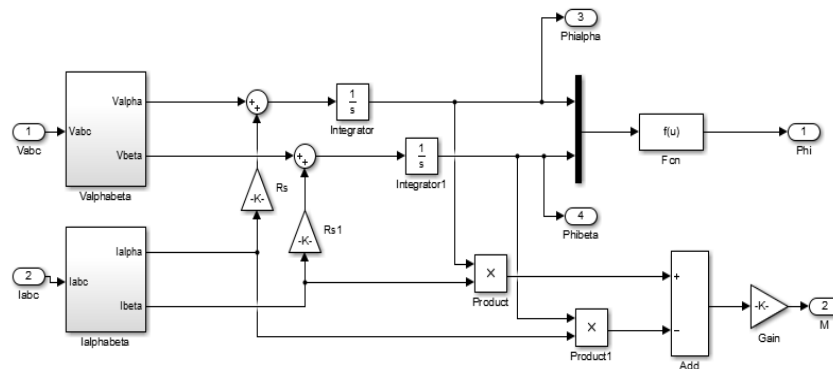 3
Phialpha
Valpha
+
+
1
s
Integrator
1
Vabc
Vabc
Vbeta
+
+
1
s
Integrator1
f(u)
Fcn
1
Phi
Valphabeta
-K-
Rs
-K-
Rs1
4
Phibeta
2
Iabc
Iabc
Ialpha
Ibeta
Ialphabeta
×
Product
×
Product1
+
−
Add
-K-
Gain
2
M